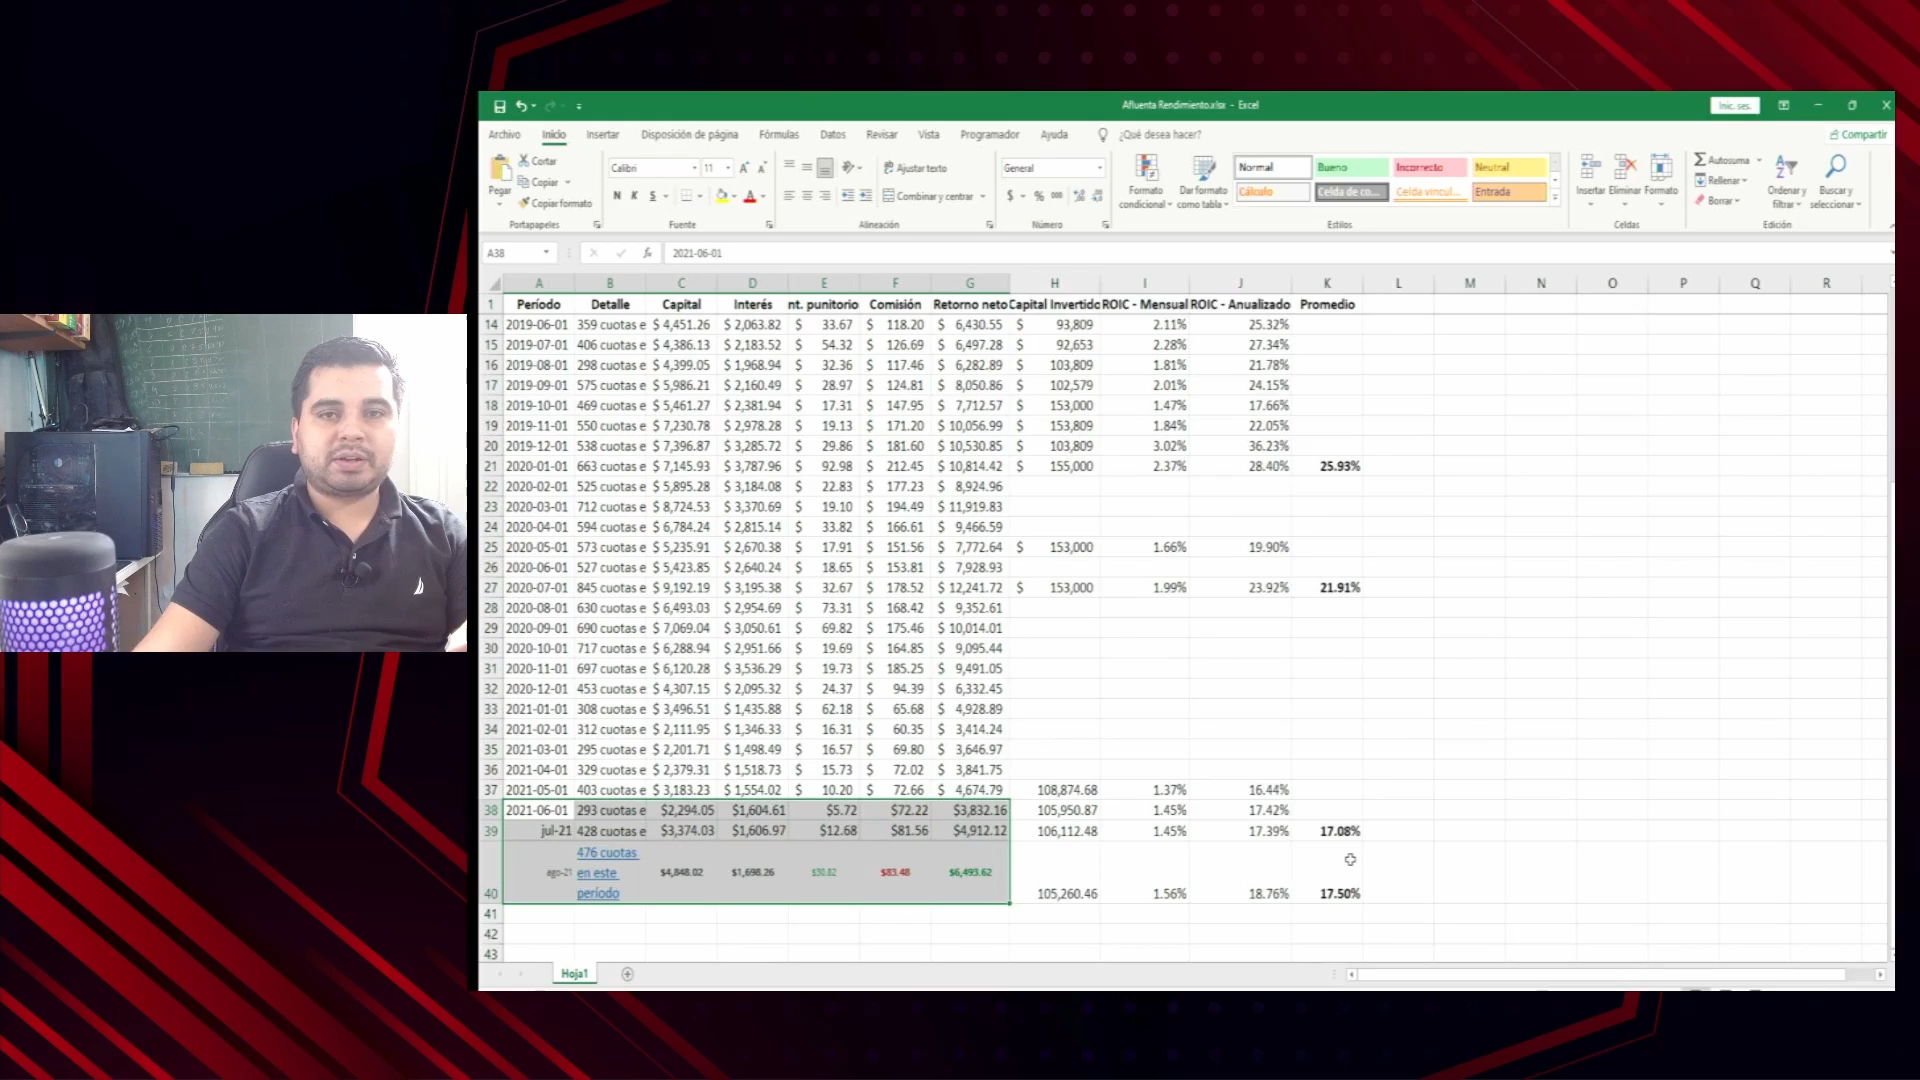 Afluenta Rendimiento.xlsx - Excel
Inic. ses.
Archivo Inicio Insertar Disposición de página Fórmulas Datos Revisar Vista Programador Ayuda ¿Qué desea hacer? Compartir
Pegar Cortar Copiar Copiar formato Portapapeles
Calibri 11 N K S Fuente
Ajustar texto Combinar y centrar Alineación
General $ % 000 Número
Formato condicional Dar formato como tabla
Normal Bueno Incorrecto Neutral
Cálculo Celda de co... Celda vincul... Entrada
Estilos
Insertar Eliminar Formato Celdas
Autosuma Rellenar Borrar Ordenar y filtrar Buscar y seleccionar Edición
A38 fx 2021-06-01
A B C D E F G H I J K L M N O P Q R
1 Período Detalle Capital Interés nt. punitorio Comisión Retorno neto Capital Invertido ROIC - Mensual ROIC - Anualizado Promedio
14 2019-06-01 359 cuotas e $ 4,451.26 $ 2,063.82 $ 33.67 $ 118.20 $ 6,430.55 $ 93,809 2.11% 25.32%
15 2019-07-01 406 cuotas e $ 4,386.13 $ 2,183.52 $ 54.32 $ 126.69 $ 6,497.28 $ 92,653 2.28% 27.34%
16 2019-08-01 298 cuotas e $ 4,399.05 $ 1,968.94 $ 32.36 $ 117.46 $ 6,282.89 $ 103,809 1.81% 21.78%
17 2019-09-01 575 cuotas e $ 5,986.21 $ 2,160.49 $ 28.97 $ 124.81 $ 8,050.86 $ 102,579 2.01% 24.15%
18 2019-10-01 469 cuotas e $ 5,461.27 $ 2,381.94 $ 17.31 $ 147.95 $ 7,712.57 $ 153,000 1.47% 17.66%
19 2019-11-01 550 cuotas e $ 7,230.78 $ 2,978.28 $ 19.13 $ 171.20 $ 10,056.99 $ 153,809 1.84% 22.05%
20 2019-12-01 538 cuotas e $ 7,396.87 $ 3,285.72 $ 29.86 $ 181.60 $ 10,530.85 $ 103,809 3.02% 36.23%
21 2020-01-01 663 cuotas e $ 7,145.93 $ 3,787.96 $ 92.98 $ 212.45 $ 10,814.42 $ 155,000 2.37% 28.40% 25.93%
22 2020-02-01 525 cuotas e $ 5,895.28 $ 3,184.08 $ 22.83 $ 177.23 $ 8,924.96
23 2020-03-01 712 cuotas e $ 8,724.53 $ 3,370.69 $ 19.10 $ 194.49 $ 11,919.83
24 2020-04-01 594 cuotas e $ 6,784.24 $ 2,815.14 $ 33.82 $ 166.61 $ 9,466.59
25 2020-05-01 573 cuotas e $ 5,235.91 $ 2,670.38 $ 17.91 $ 151.56 $ 7,772.64 $ 153,000 1.66% 19.90%
26 2020-06-01 527 cuotas e $ 5,423.85 $ 2,640.24 $ 18.65 $ 153.81 $ 7,928.93
27 2020-07-01 845 cuotas e $ 9,192.19 $ 3,195.38 $ 32.67 $ 178.52 $ 12,241.72 $ 153,000 1.99% 23.92% 21.91%
28 2020-08-01 630 cuotas e $ 6,493.03 $ 2,954.69 $ 73.31 $ 168.42 $ 9,352.61
29 2020-09-01 690 cuotas e $ 7,069.04 $ 3,050.61 $ 69.82 $ 175.46 $ 10,014.01
30 2020-10-01 717 cuotas e $ 6,288.94 $ 2,951.66 $ 19.69 $ 164.85 $ 9,095.44
31 2020-11-01 697 cuotas e $ 6,120.28 $ 3,536.29 $ 19.73 $ 185.25 $ 9,491.05
32 2020-12-01 453 cuotas e $ 4,307.15 $ 2,095.32 $ 24.37 $ 94.39 $ 6,332.45
33 2021-01-01 308 cuotas e $ 3,496.51 $ 1,435.88 $ 62.18 $ 65.68 $ 4,928.89
34 2021-02-01 312 cuotas e $ 2,111.95 $ 1,346.33 $ 16.31 $ 60.35 $ 3,414.24
35 2021-03-01 295 cuotas e $ 2,201.71 $ 1,498.49 $ 16.57 $ 69.80 $ 3,646.97
36 2021-04-01 329 cuotas e $ 2,379.31 $ 1,518.73 $ 15.73 $ 72.02 $ 3,841.75
37 2021-05-01 403 cuotas e $ 3,183.23 $ 1,554.02 $ 10.20 $ 72.66 $ 4,674.79 108,874.68 1.37% 16.44%
38 2021-06-01 293 cuotas e $2,294.05 $1,604.61 $5.72 $72.22 $3,832.16 105,950.87 1.45% 17.42%
39 jul-21 428 cuotas e $3,374.03 $1,606.97 $12.68 $81.56 $4,912.12 106,112.48 1.45% 17.39% 17.08%
476 cuotas
ago-21 en este $4,848.02 $1,698.26 $30.82 $83.48 $6,493.62
40 período 105,260.46 1.56% 18.76% 17.50%
41
42
43
Hoja1